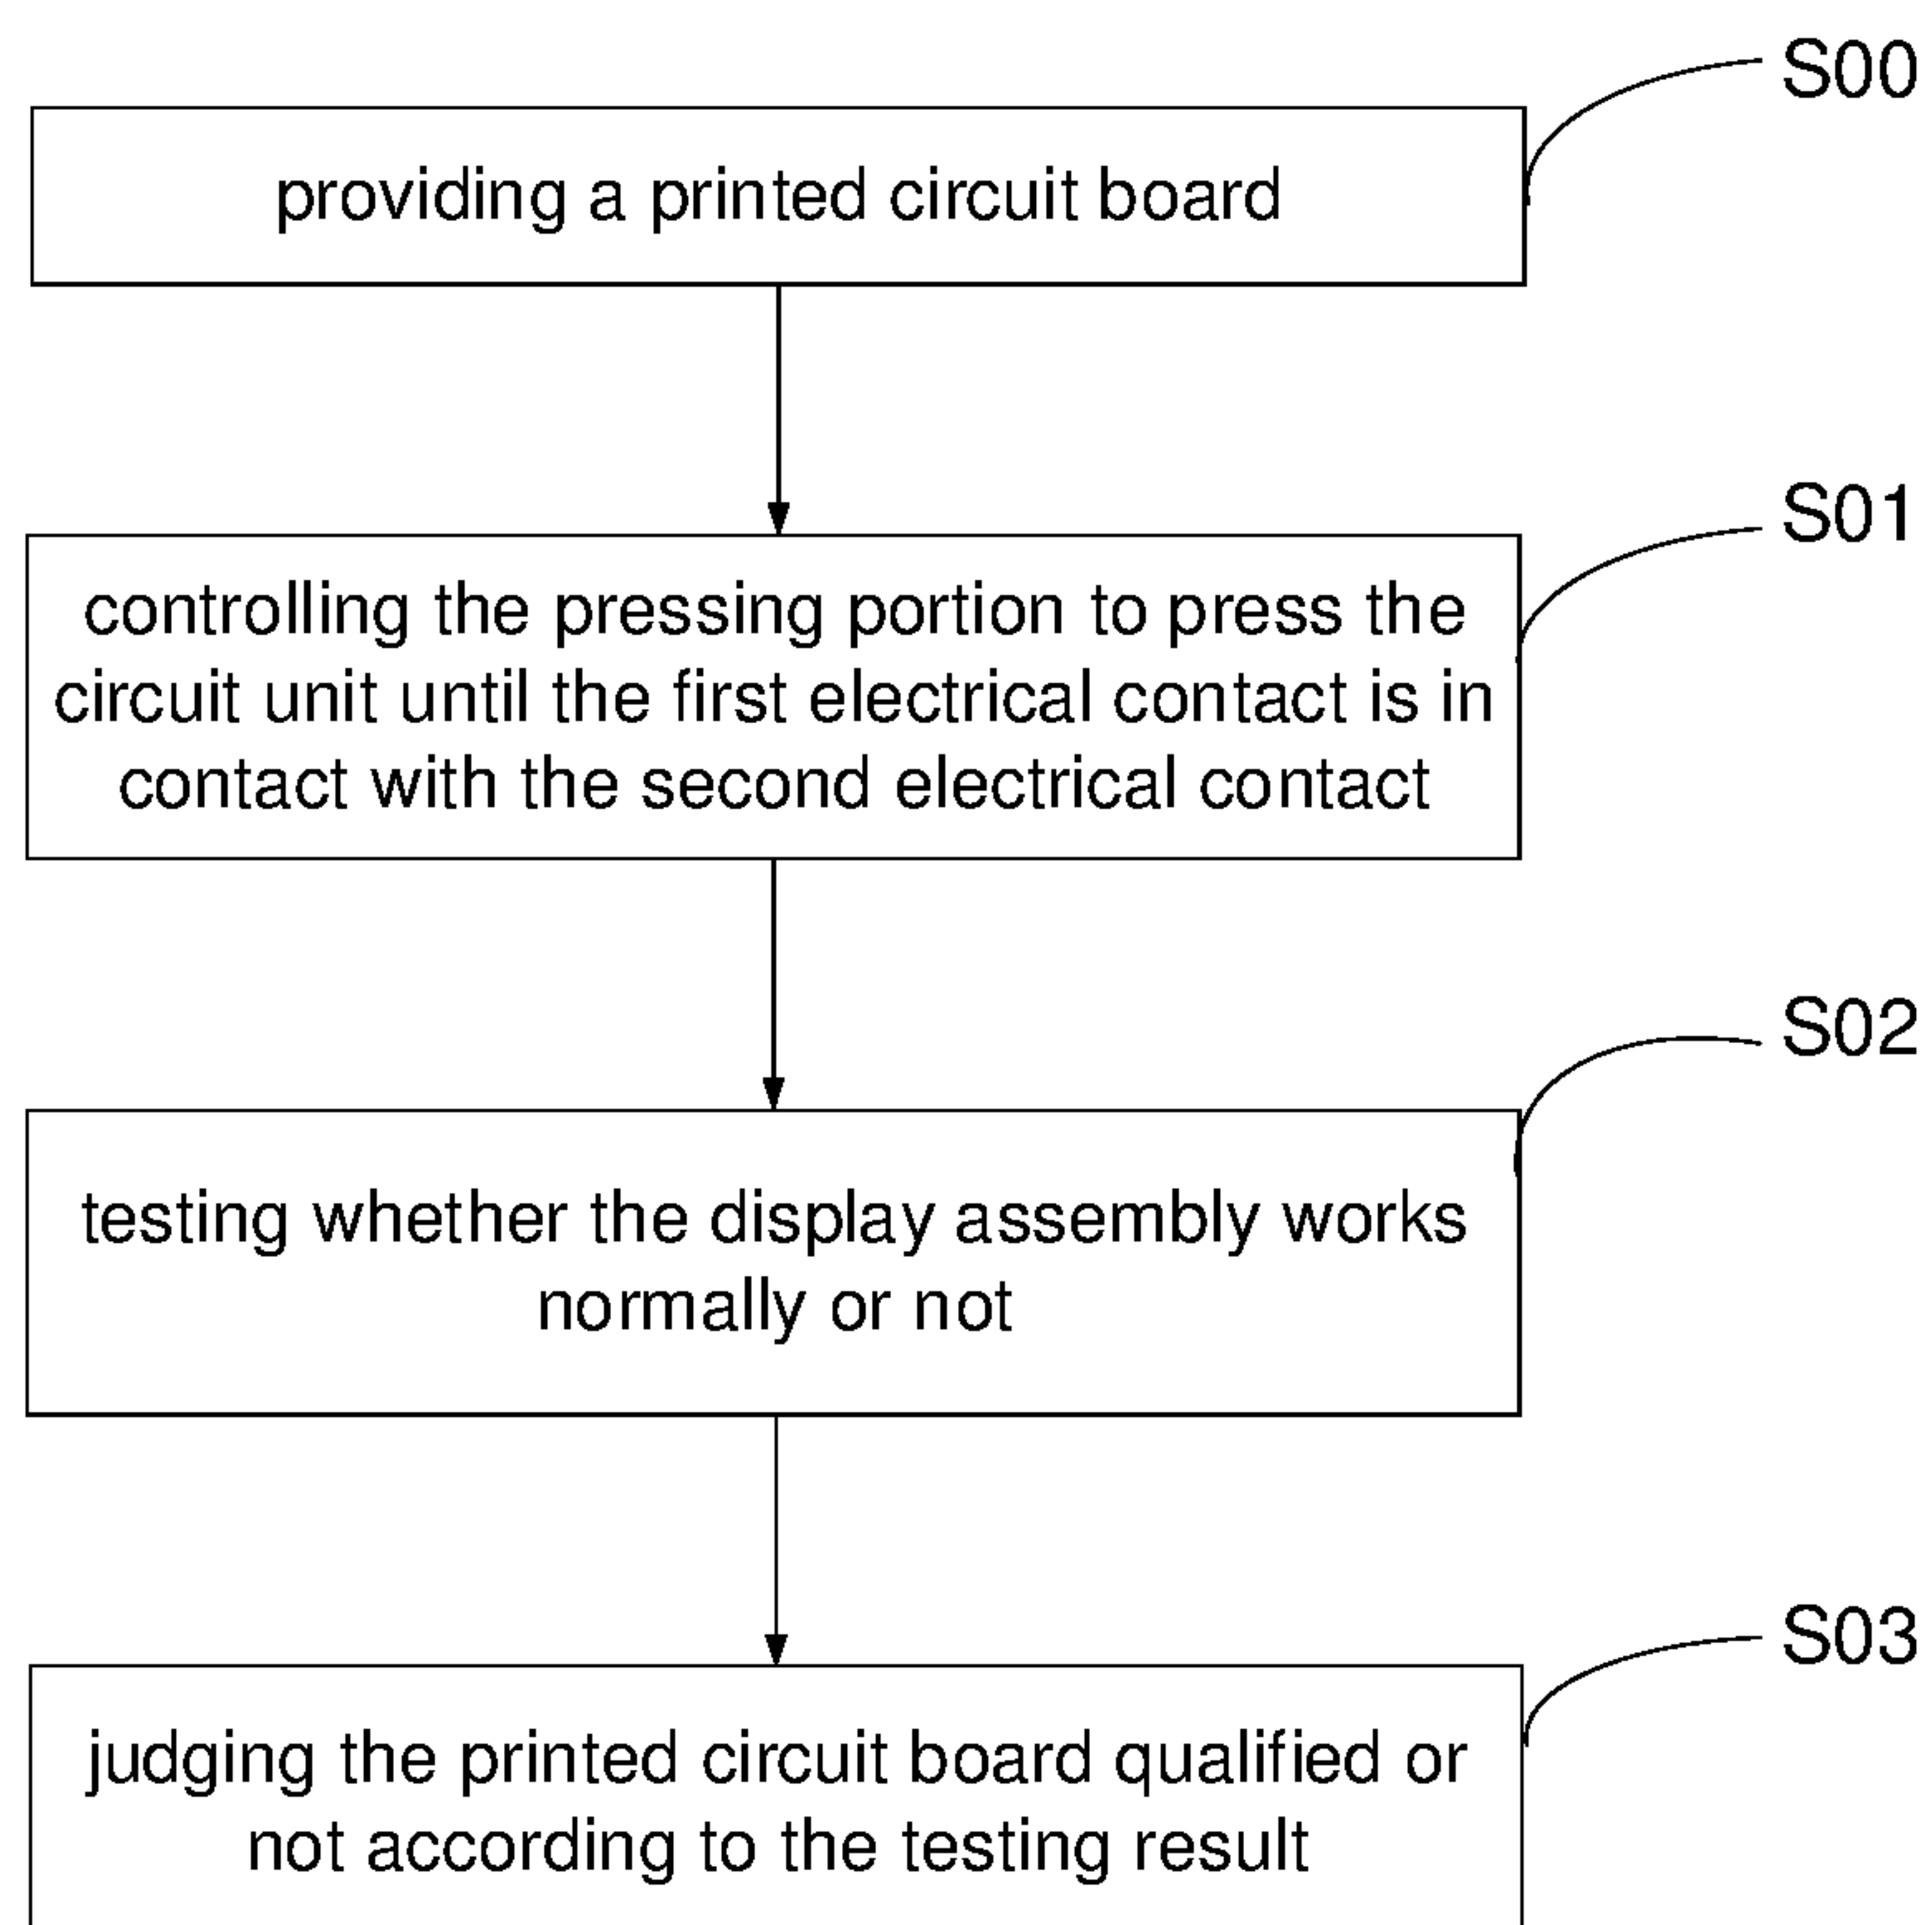 S00
providing a printed circuit board
S01
controlling the pressing portion to press the
circuit unit until the first electrical contact is in
contact with the second electrical contact
S02
testing whether the display assembly works
normally or not
S03
judging the printed circuit board qualified or
not according to the testing result